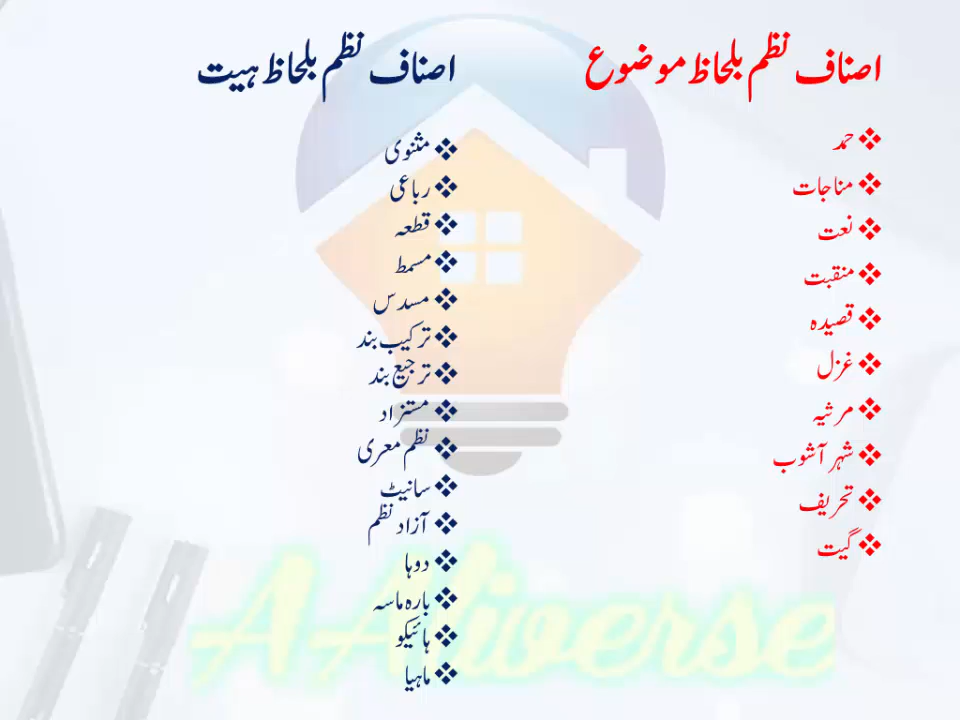 اصناف نظم بلحاظ موضوع
حمد
مناجات
نعت
منقبت
قصیدہ
غزل
مرثیہ
شہر آشوب
تحریف
گیت
اصناف نظم بلحاظ ہیت
مثنوی
رباعی
قطعہ
مسمط
مسدس
ترکیب بند
ترجیع بند
مستزاد
نظم معری
سانیٹ
آزاد نظم
دوہا
بارہ ماسہ
ہائیکو
ماہیا
AAliverse